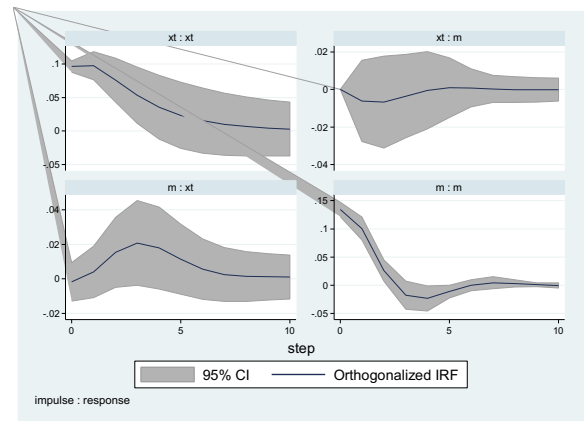 xt : xt
xt : m
.1
.05
0
-.05
.02
0
-.02
-.04
m : xt
m : m
.04
.02
0
-.02
.15
.1
.05
0
-.05
0
5
10
0
5
10
step
95% CI
Orthogonalized IRF
impulse : response